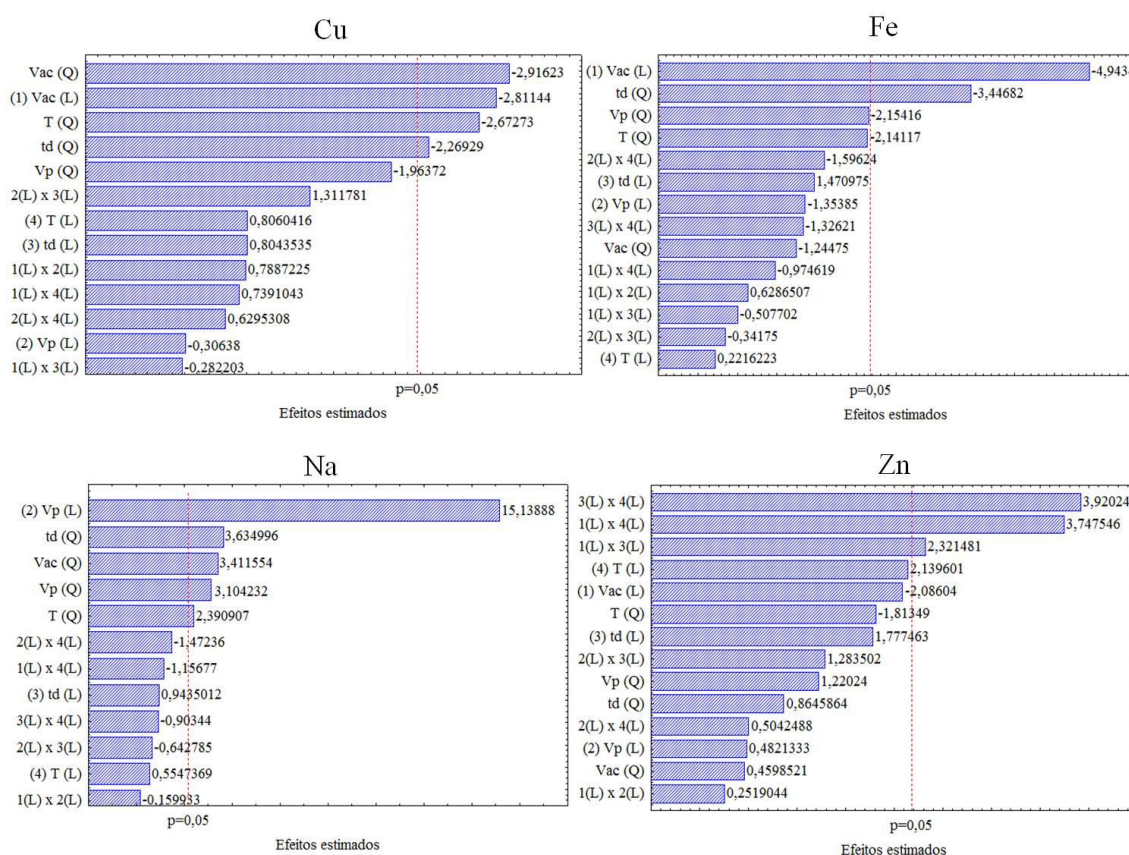 Cu
Vac (Q) -2,91623
(1) Vac (L) -2,81144
T (Q) -2,67273
td (Q) -2,26929
Vp (Q) -1,96372
2(L) x 3(L) 1,311781
(4) T (L) 0,8060416
(3) td (L) 0,8043535
1(L) x 2(L) 0,7887225
1(L) x 4(L) 0,7391043
2(L) x 4(L) 0,6295308
(2) Vp (L) -0,30638
1(L) x 3(L) -0,282203
p=0,05
Efeitos estimados
Fe
(1) Vac (L) -4,943
td (Q) -3,44682
Vp (Q) -2,15416
T (Q) -2,14117
2(L) x 4(L) -1,59624
(3) td (L) 1,470975
(2) Vp (L) -1,35385
3(L) x 4(L) -1,32621
Vac (Q) -1,24475
1(L) x 4(L) -0,974619
1(L) x 2(L) 0,6286507
1(L) x 3(L) -0,507702
2(L) x 3(L) -0,34175
(4) T (L) 0,2216223
p=0,05
Efeitos estimados
Na
(2) Vp (L) 15,13888
td (Q) 3,634996
Vac (Q) 3,411554
Vp (Q) 3,104232
T (Q) 2,390907
2(L) x 4(L) -1,47236
1(L) x 4(L) -1,15677
(3) td (L) 0,9435012
3(L) x 4(L) -0,90344
2(L) x 3(L) -0,642785
(4) T (L) 0,5547369
1(L) x 2(L) -0,159933
p=0,05
Efeitos estimados
Zn
3(L) x 4(L) 3,92024
1(L) x 4(L) 3,747546
1(L) x 3(L) 2,321481
(4) T (L) 2,139601
(1) Vac (L) -2,08604
T (Q) -1,81349
(3) td (L) 1,777463
2(L) x 3(L) 1,283502
Vp (Q) 1,22024
td (Q) 0,8645864
2(L) x 4(L) 0,5042488
(2) Vp (L) 0,4821333
Vac (Q) 0,4598521
1(L) x 2(L) 0,2519044
p=0,05
Efeitos estimados